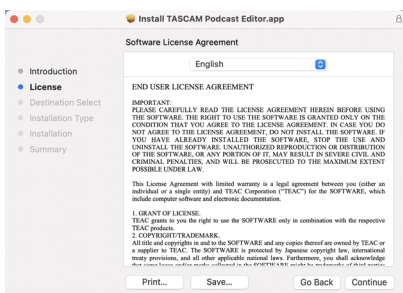 Install TASCAM Podcast Editor.app
Software License Agreement
English
Introduction
License
Destination Select
Installation Type
Installation
Summary
END USER LICENSE AGREEMENT
IMPORTANT:
PLEASE CAREFULLY READ THE LICENSE AGREEMENT HEREIN BEFORE USING
THE SOFTWARE. THE RIGHT TO USE THE SOFTWARE IS GRANTED ONLY ON THE
CONDITION THAT YOU AGREE TO THE LICENSE AGREEMENT. IN CASE YOU DO
NOT AGREE TO THE LICENSE AGREEMENT, DO NOT INSTALL THE SOFTWARE. IF
YOU HAVE ALREADY INSTALLED THE SOFTWARE, STOP THE USE AND
UNINSTALL THE SOFTWARE. UNAUTHORIZED REPRODUCTION OR DISTRIBUTION
OF THE SOFTWARE, OR ANY PORTION OF IT, MAY RESULT IN SEVERE CIVIL AND
CRIMINAL PENALTIES, AND WILL BE PROSECUTED TO THE MAXIMUM EXTENT
POSSIBLE UNDER LAW.
This License Agreement with limited warranty is a legal agreement between you (either an
individual or a single entity) and TEAC Corporation ("TEAC") for the SOFTWARE, which
include computer software and electronic documentation.
1. GRANT OF LICENSE.
TEAC grants to you the right to use the SOFTWARE only in combination with the respective
TEAC products.
2. COPYRIGHT/TRADEMARK.
All title and copyrights in and to the SOFTWARE and any copies thereof are owned by TEAC or
a supplier to TEAC. The SOFTWARE is protected by Japanese copyright law, international
treaty provisions, and all other applicable national laws. Furthermore, you shall acknowledge
Print...
Save...
Go Back
Continue